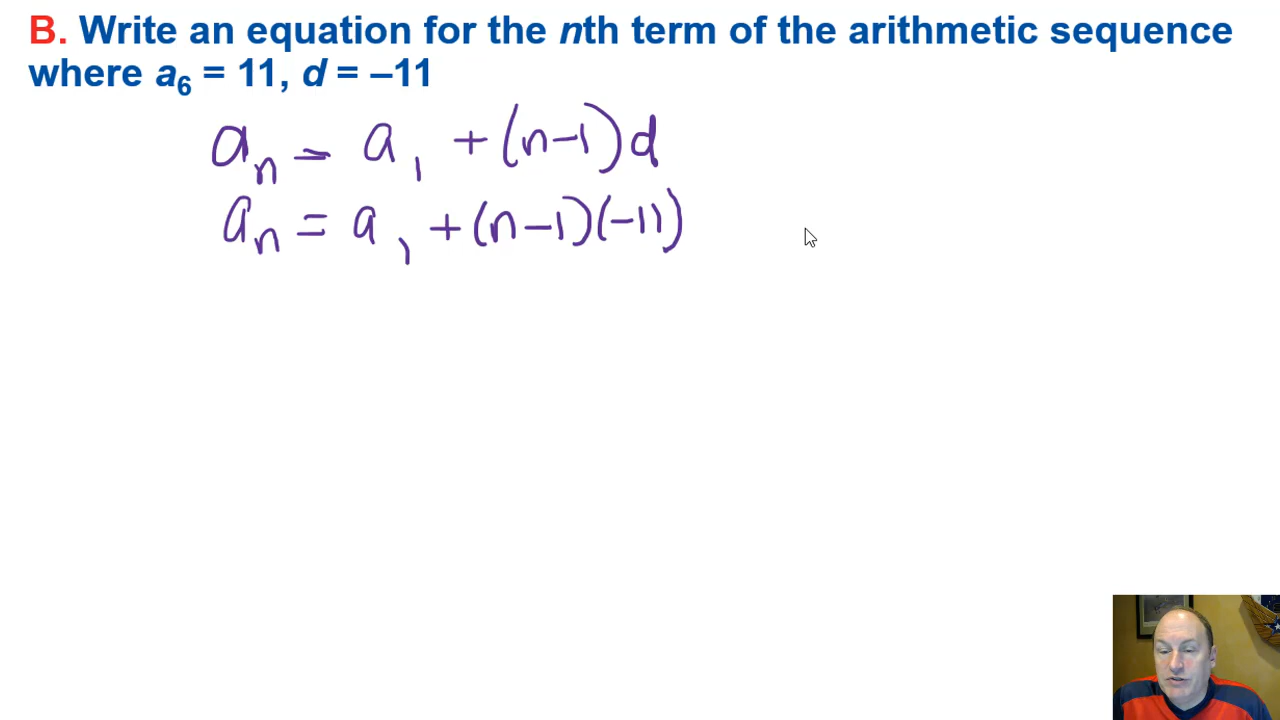 B. Write an equation for the nth term of the arithmetic sequence
where a₆ = 11, d = –11
aₙ = a₁ + (n–1)d
aₙ = a₁ + (n–1)(–11)